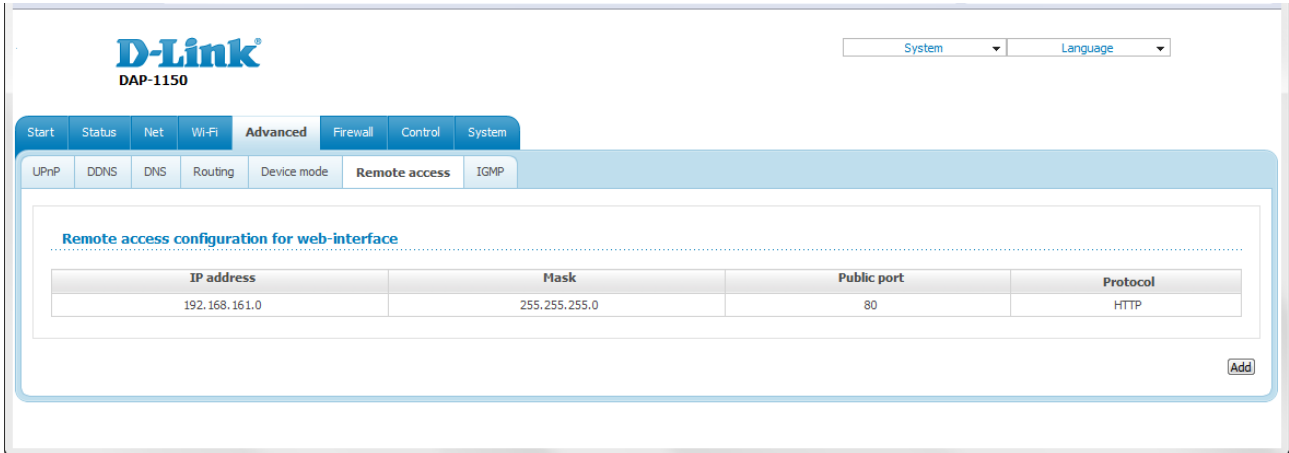 D-Link®
DAP-1150
System Language
Start Status Net Wi-Fi Advanced Firewall Control System
UPnP DDNS DNS Routing Device mode Remote access IGMP
Remote access configuration for web-interface
IP address Mask Public port Protocol
192.168.161.0 255.255.255.0 80 HTTP
Add